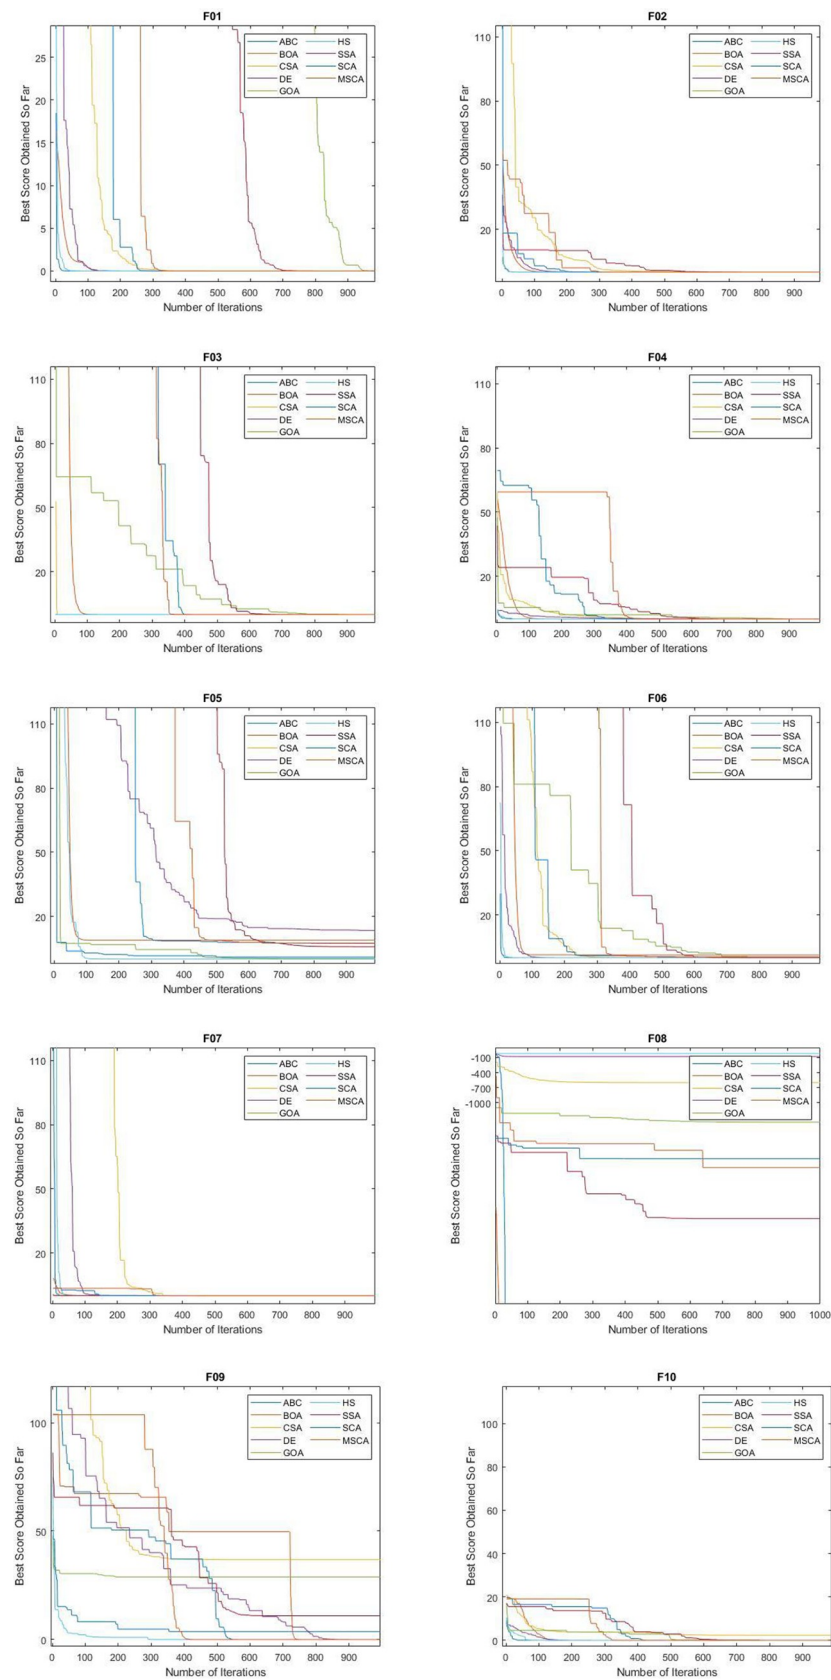 F01
25
20
15
10
5
0
Best Score Obtained So Far
ABC HS
BOA SSA
CSA SCA
DE MSCA
GOA
0 100 200 300 400 500 600 700 800 900
Number of Iterations
F02
110
80
50
20
Best Score Obtained So Far
ABC HS
BOA SSA
CSA SCA
DE MSCA
GOA
0 100 200 300 400 500 600 700 800 900
Number of Iterations
F03
110
80
50
20
Best Score Obtained So Far
ABC HS
BOA SSA
CSA SCA
DE MSCA
GOA
0 100 200 300 400 500 600 700 800 900
Number of Iterations
F04
110
80
50
20
Best Score Obtained So Far
ABC HS
BOA SSA
CSA SCA
DE MSCA
GOA
0 100 200 300 400 500 600 700 800 900
Number of Iterations
F05
110
80
50
20
Best Score Obtained So Far
ABC HS
BOA SSA
CSA SCA
DE MSCA
GOA
0 100 200 300 400 500 600 700 800 900
Number of Iterations
F06
110
80
50
20
Best Score Obtained So Far
ABC HS
BOA SSA
CSA SCA
DE MSCA
GOA
0 100 200 300 400 500 600 700 800 900
Number of Iterations
F07
110
80
50
20
Best Score Obtained So Far
ABC HS
BOA SSA
CSA SCA
DE MSCA
GOA
0 100 200 300 400 500 600 700 800 900
Number of Iterations
F08
-100
-400
-700
-1000
Best Score Obtained So Far
ABC HS
BOA SSA
CSA SCA
DE MSCA
GOA
0 100 200 300 400 500 600 700 800 900 1000
Number of Iterations
F09
100
50
0
Best Score Obtained So Far
ABC HS
BOA SSA
CSA SCA
DE MSCA
GOA
0 100 200 300 400 500 600 700 800 900
Number of Iterations
F10
100
80
60
40
20
0
Best Score Obtained So Far
ABC HS
BOA SSA
CSA SCA
DE MSCA
GOA
0 100 200 300 400 500 600 700 800 900
Number of Iterations